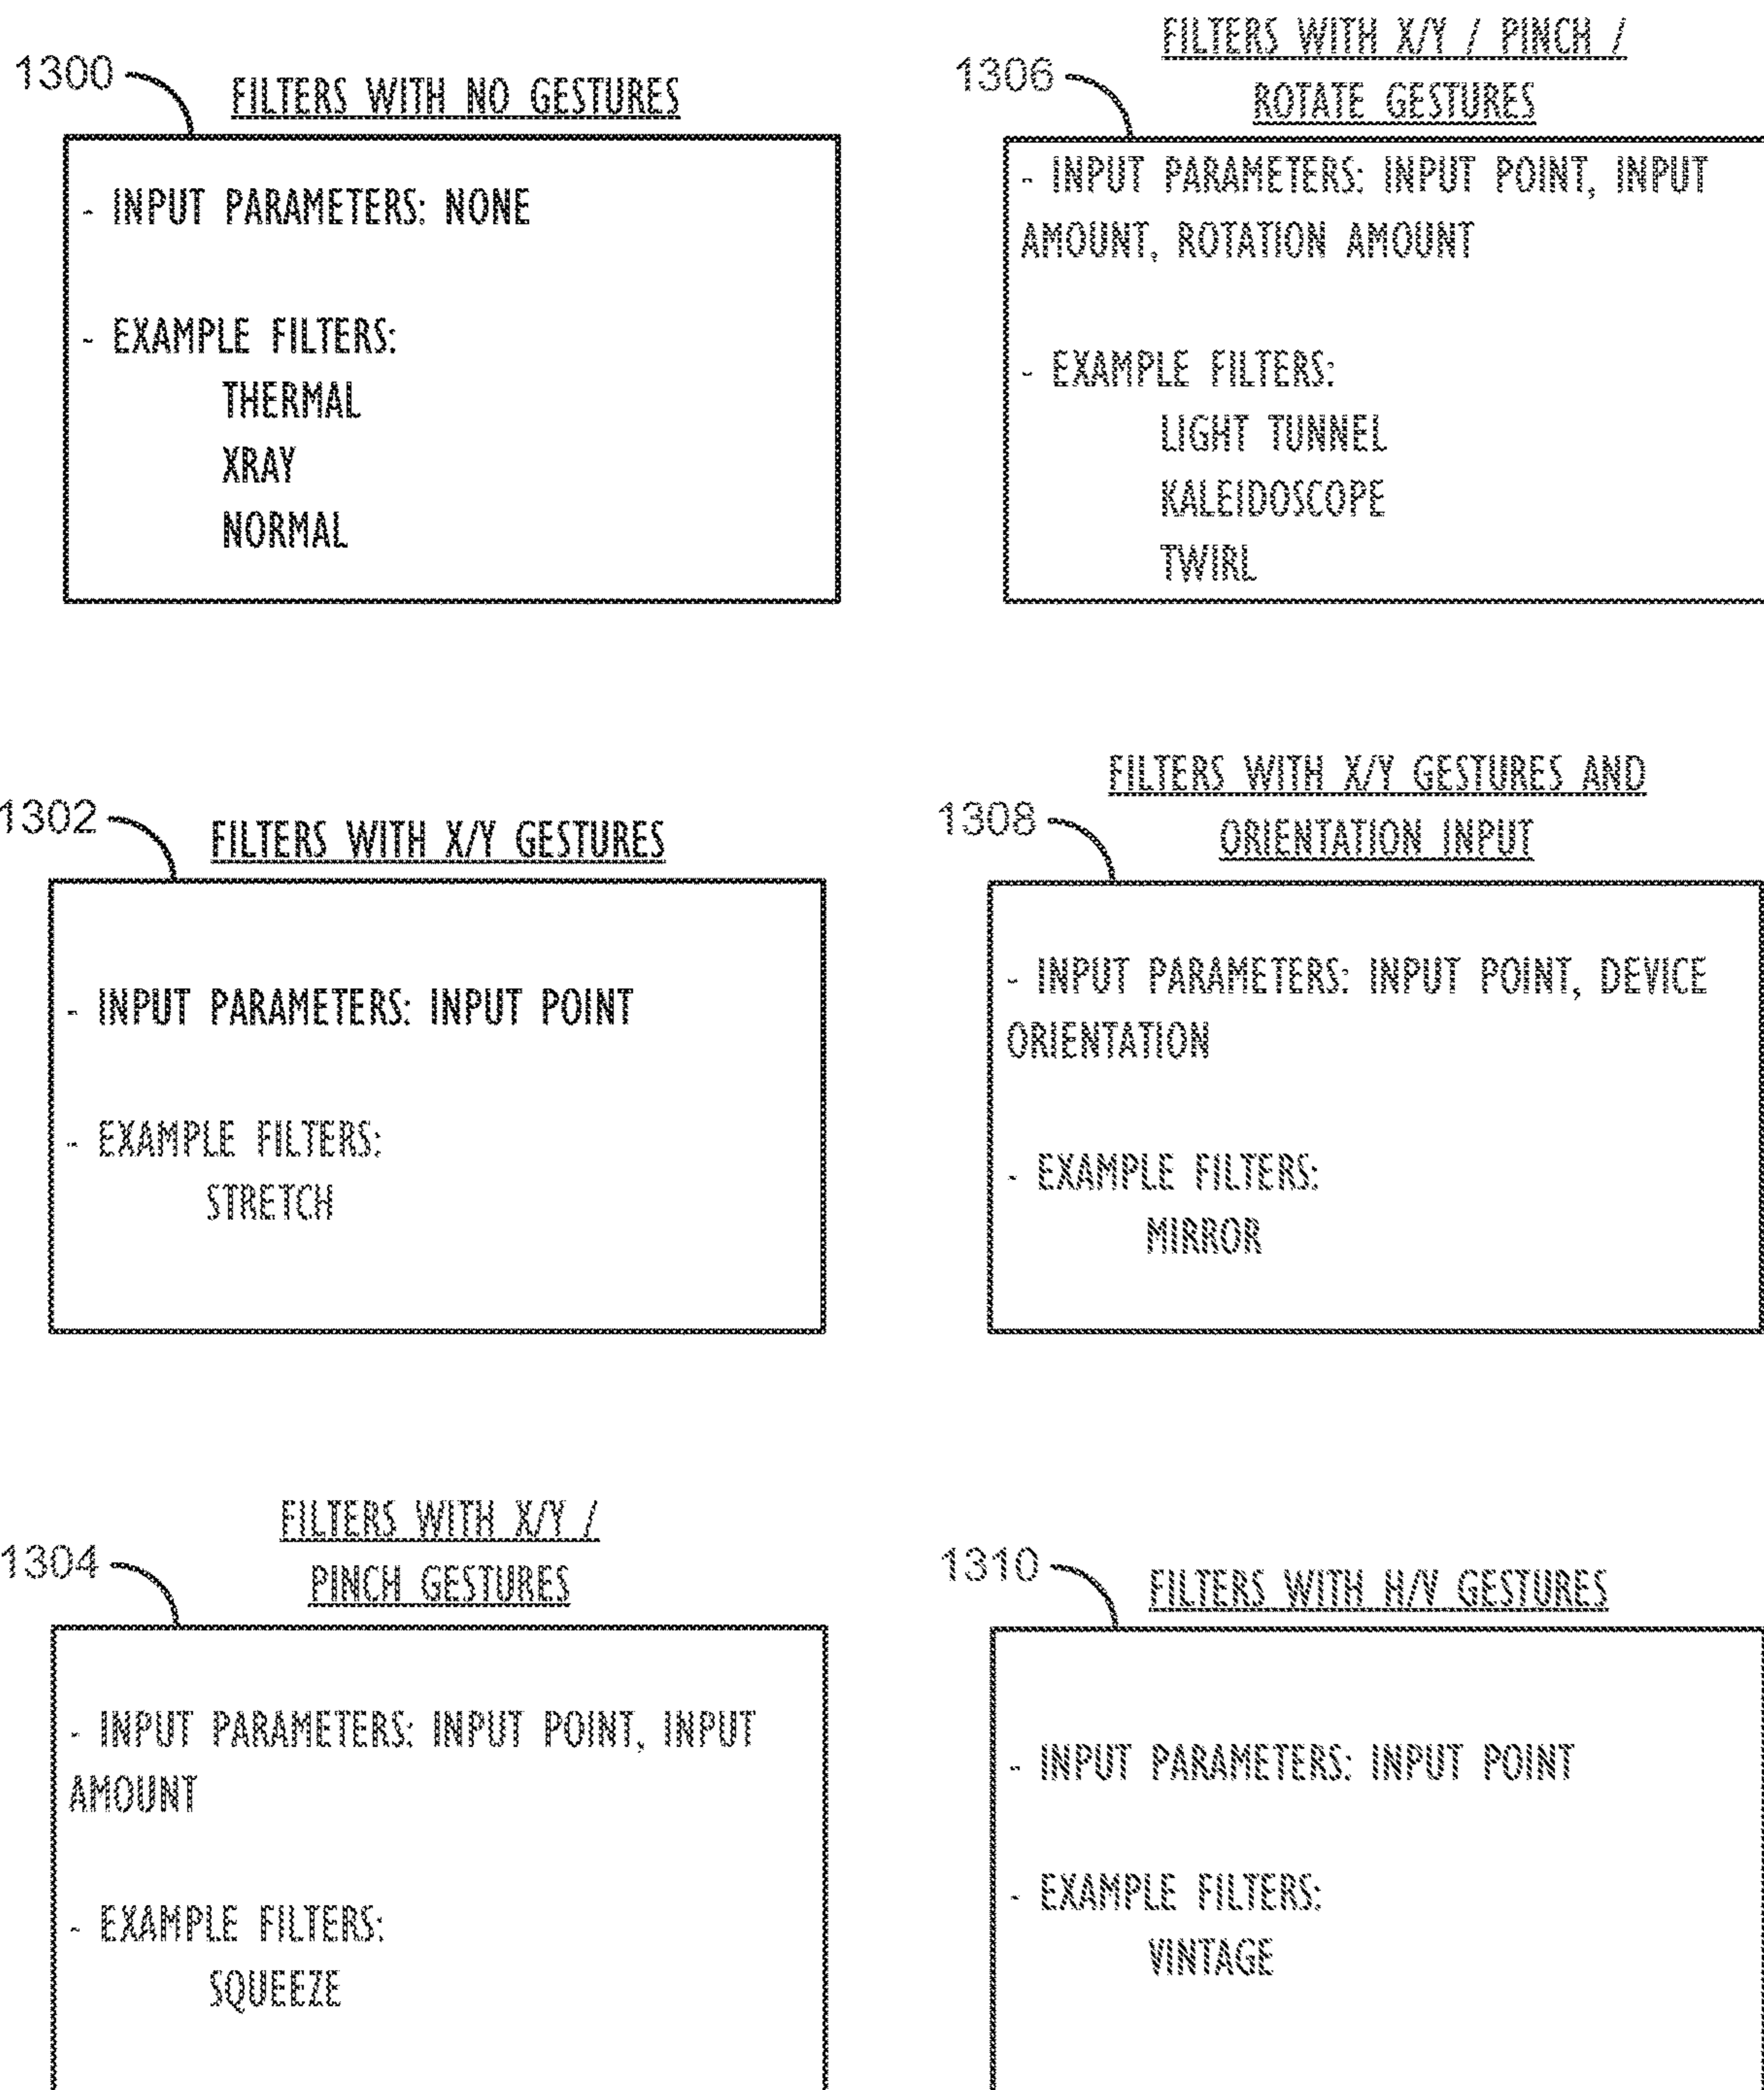 1300
FILTERS WITH NO GESTURES
- INPUT PARAMETERS: NONE
- EXAMPLE FILTERS:
THERMAL
XRAY
NORMAL
1302
FILTERS WITH X/Y GESTURES
- INPUT PARAMETERS: INPUT POINT
- EXAMPLE FILTERS:
STRETCH
1304
FILTERS WITH X/Y /
PINCH GESTURES
- INPUT PARAMETERS: INPUT POINT, INPUT
AMOUNT
- EXAMPLE FILTERS:
SQUEEZE
1306
FILTERS WITH X/Y / PINCH /
ROTATE GESTURES
- INPUT PARAMETERS: INPUT POINT, INPUT
AMOUNT, ROTATION AMOUNT
- EXAMPLE FILTERS:
LIGHT TUNNEL
KALEIDOSCOPE
TWIRL
1308
FILTERS WITH X/Y GESTURES AND
ORIENTATION INPUT
- INPUT PARAMETERS: INPUT POINT, DEVICE
ORIENTATION
- EXAMPLE FILTERS:
MIRROR
1310
FILTERS WITH H/V GESTURES
- INPUT PARAMETERS: INPUT POINT
- EXAMPLE FILTERS:
VINTAGE